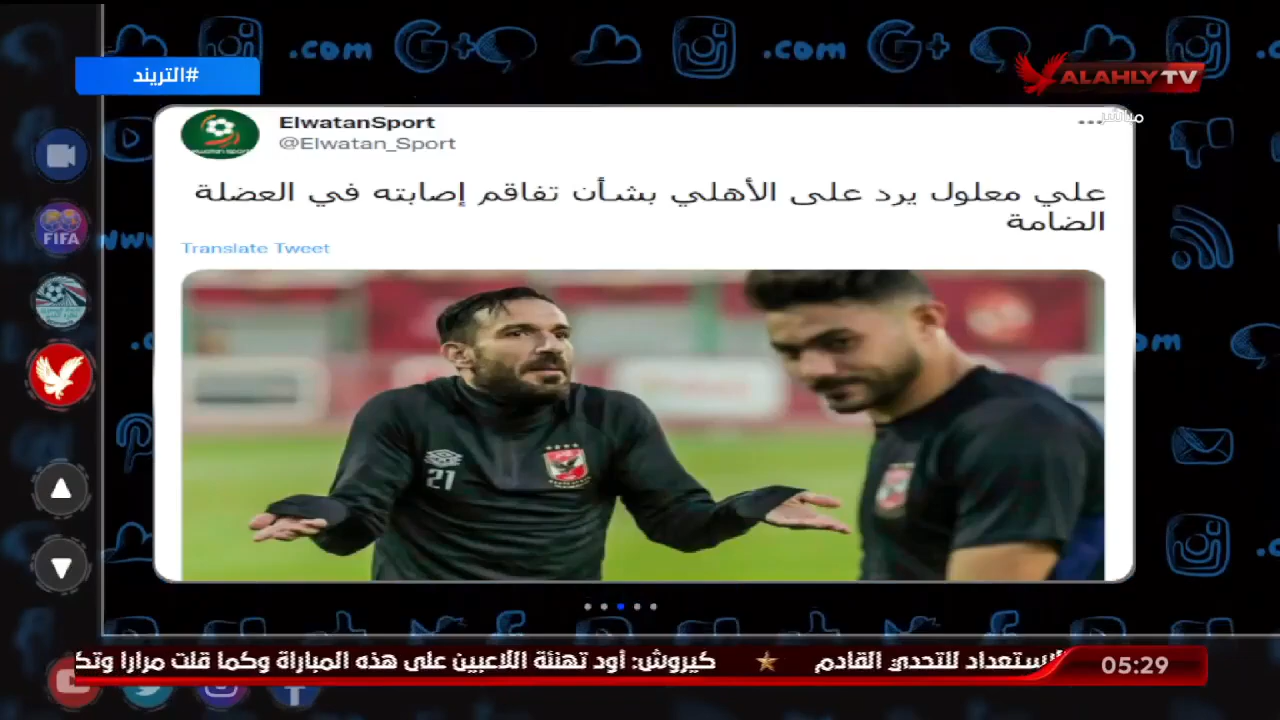 #التريند
ALAHLY TV
مباشر
ElwatanSport
@Elwatan_Sport
علي معلول يرد على الأهلي بشأن تفاقم إصابته في العضلة
الضامة
Translate Tweet
FIFA
21
.com
.com
كيروش: أود تهنئة اللاعبين على هذه المباراة وكما قلت مرارا وتك
الاستعداد للتحدي القادم
05:29